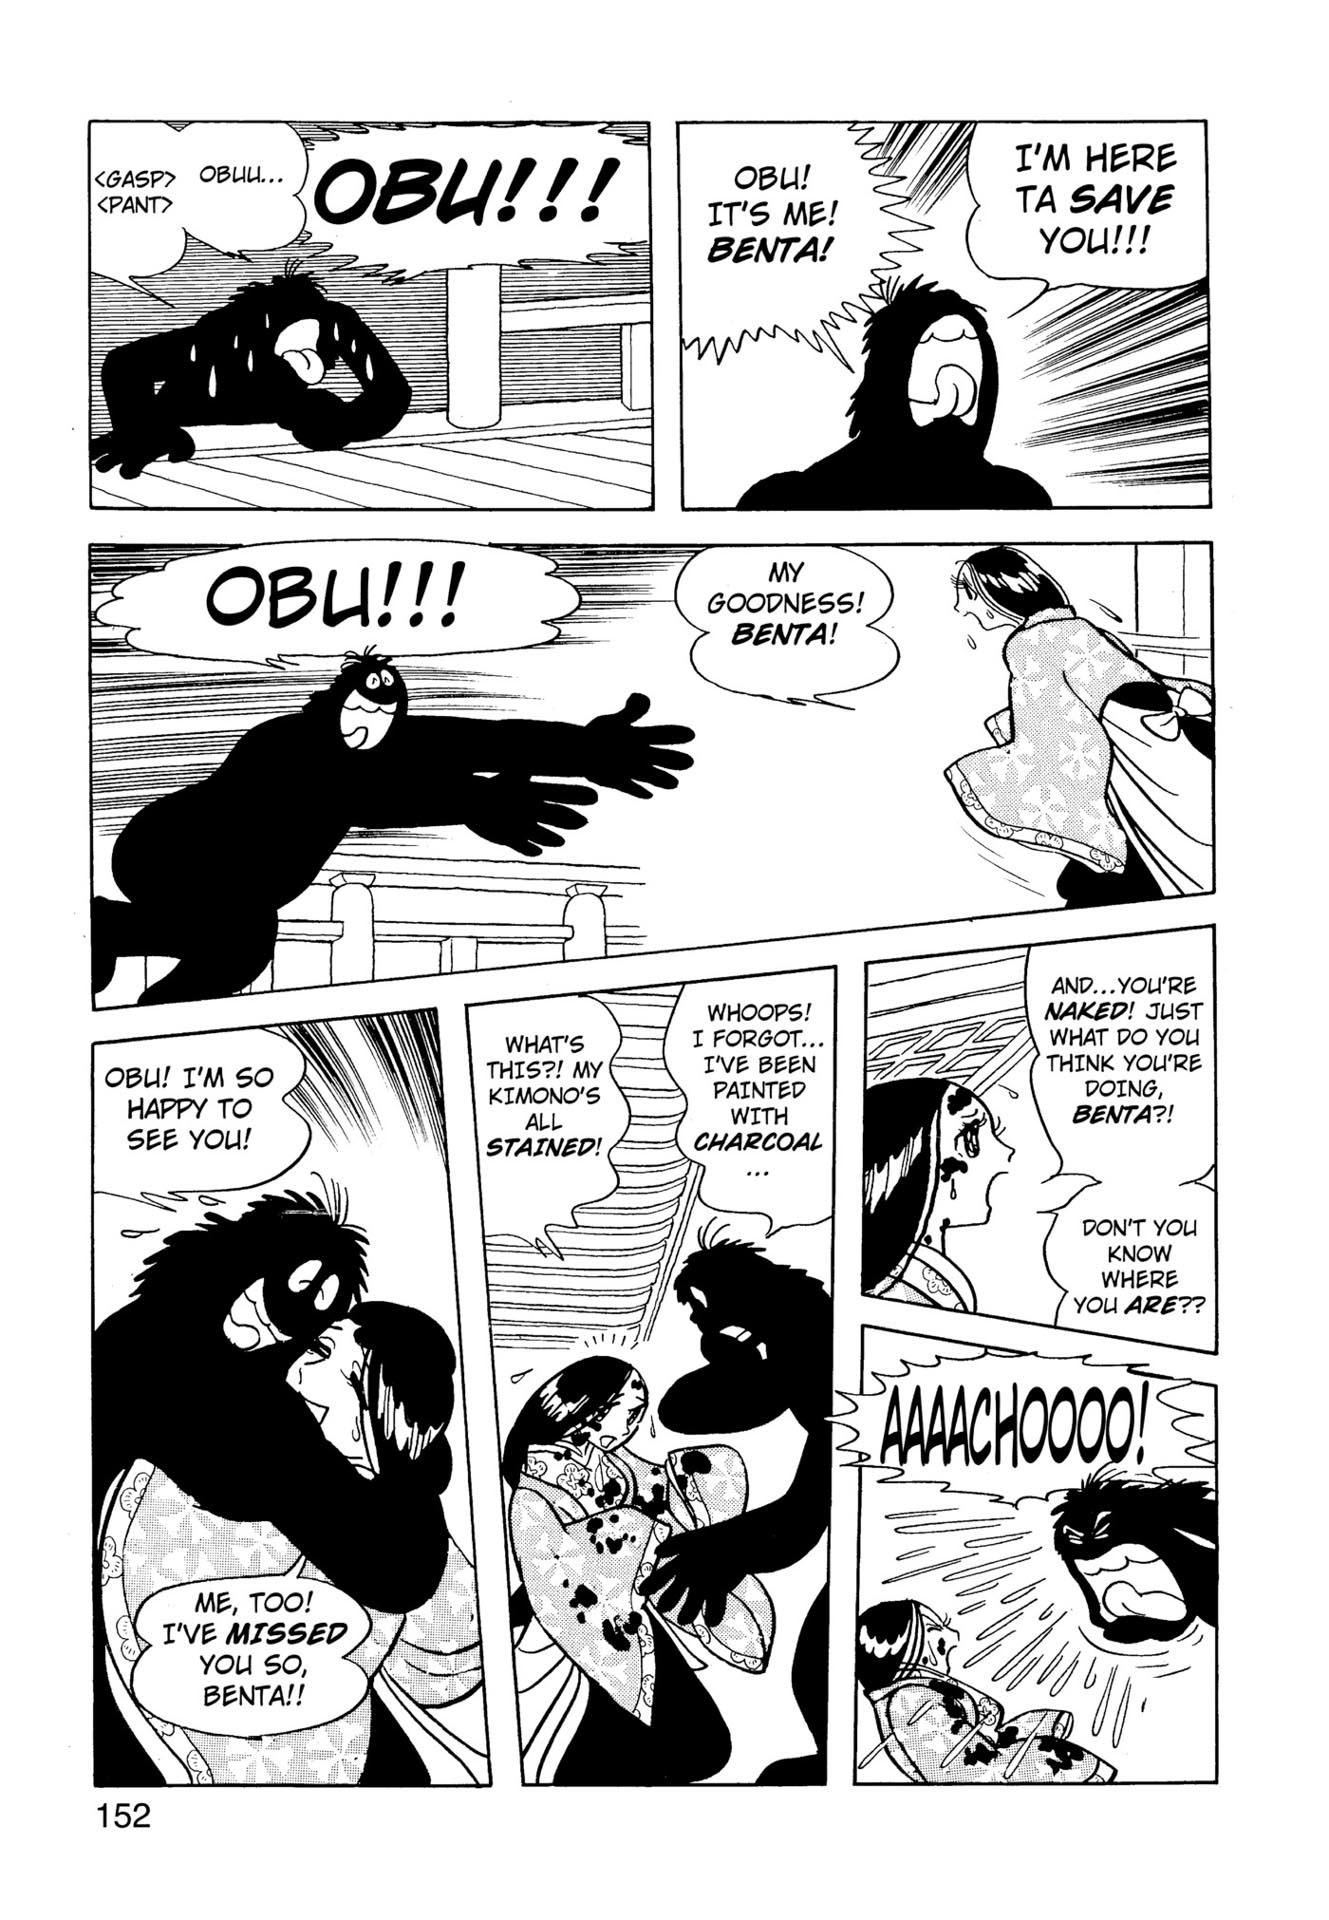 <GASP>
<PANT>
OBUU...
OBU!!!
OBU!
IT'S ME!
BENTA!
I'M HERE
TA SAVE
YOU!!!
OBU!!!
MY
GOODNESS!
BENTA!
OBU! I'M SO
HAPPY TO
SEE YOU!
ME, TOO!
I'VE MISSED
YOU SO,
BENTA!!
WHAT'S
THIS?! MY
KIMONO'S
ALL
STAINED!
WHOOPS!
I FORGOT...
I'VE BEEN
PAINTED
WITH
CHARCOAL
...
AND...YOU'RE
NAKED! JUST
WHAT DO YOU
THINK YOU'RE
DOING,
BENTA?!
DON'T YOU
KNOW
WHERE
YOU ARE??
AAAACHOOOO!
152